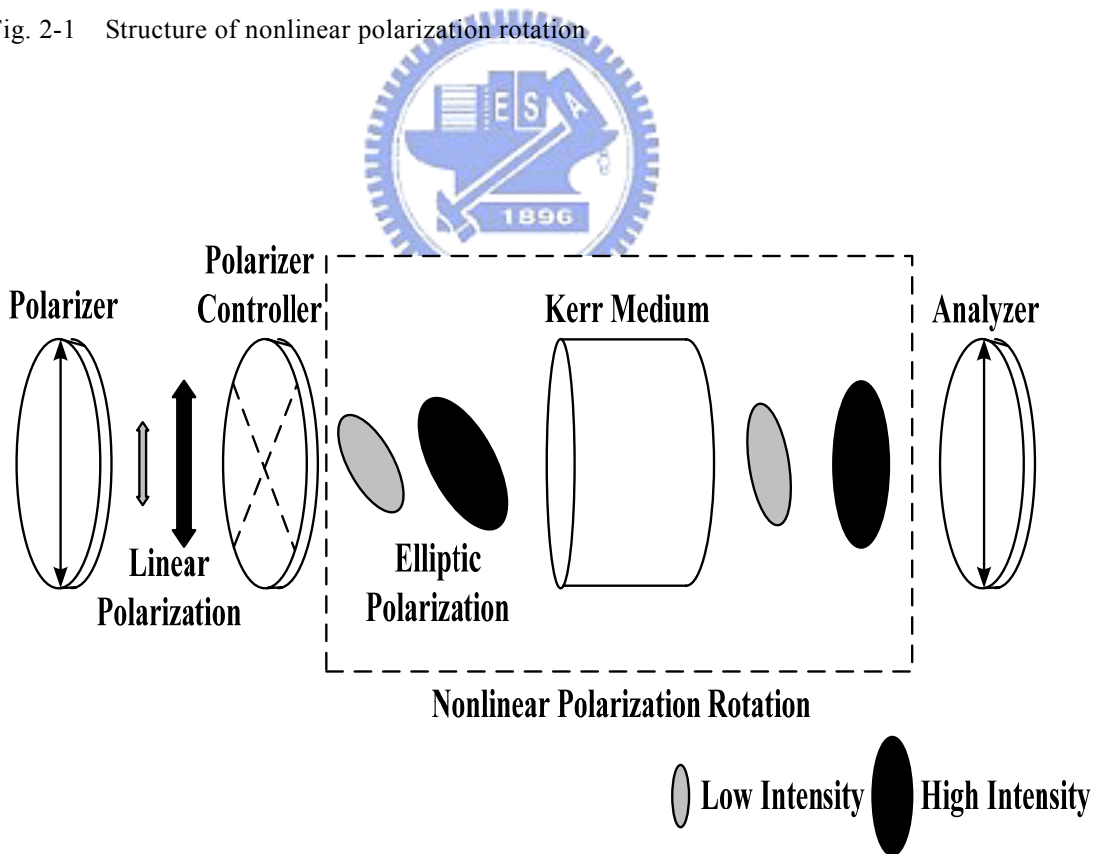 ig. 2-1 Structure of nonlinear polarization rotation
E S A
1896
Polarizer
Polarizer
Controller
Kerr Medium
Analyzer
Linear
Polarization
Elliptic
Polarization
Nonlinear Polarization Rotation
Low Intensity
High Intensity